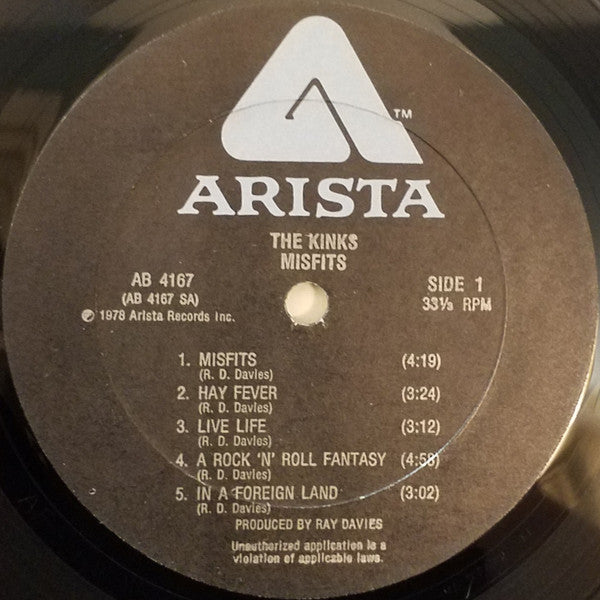 ™
ARISTA
THE KINKS
MISFITS
AB 4167
(AB 4167 SA)
℗ 1978 Arista Records Inc.
SIDE 1
33⅓ RPM
1. MISFITS (4:19)
(R. D. Davies)
2. HAY FEVER (3:24)
(R. D. Davies)
3. LIVE LIFE (3:12)
(R. D. Davies)
4. A ROCK 'N' ROLL FANTASY (4:58)
(R. D. Davies)
5. IN A FOREIGN LAND (3:02)
(R. D. Davies)
PRODUCED BY RAY DAVIES
Unauthorized application is a
violation of applicable laws.